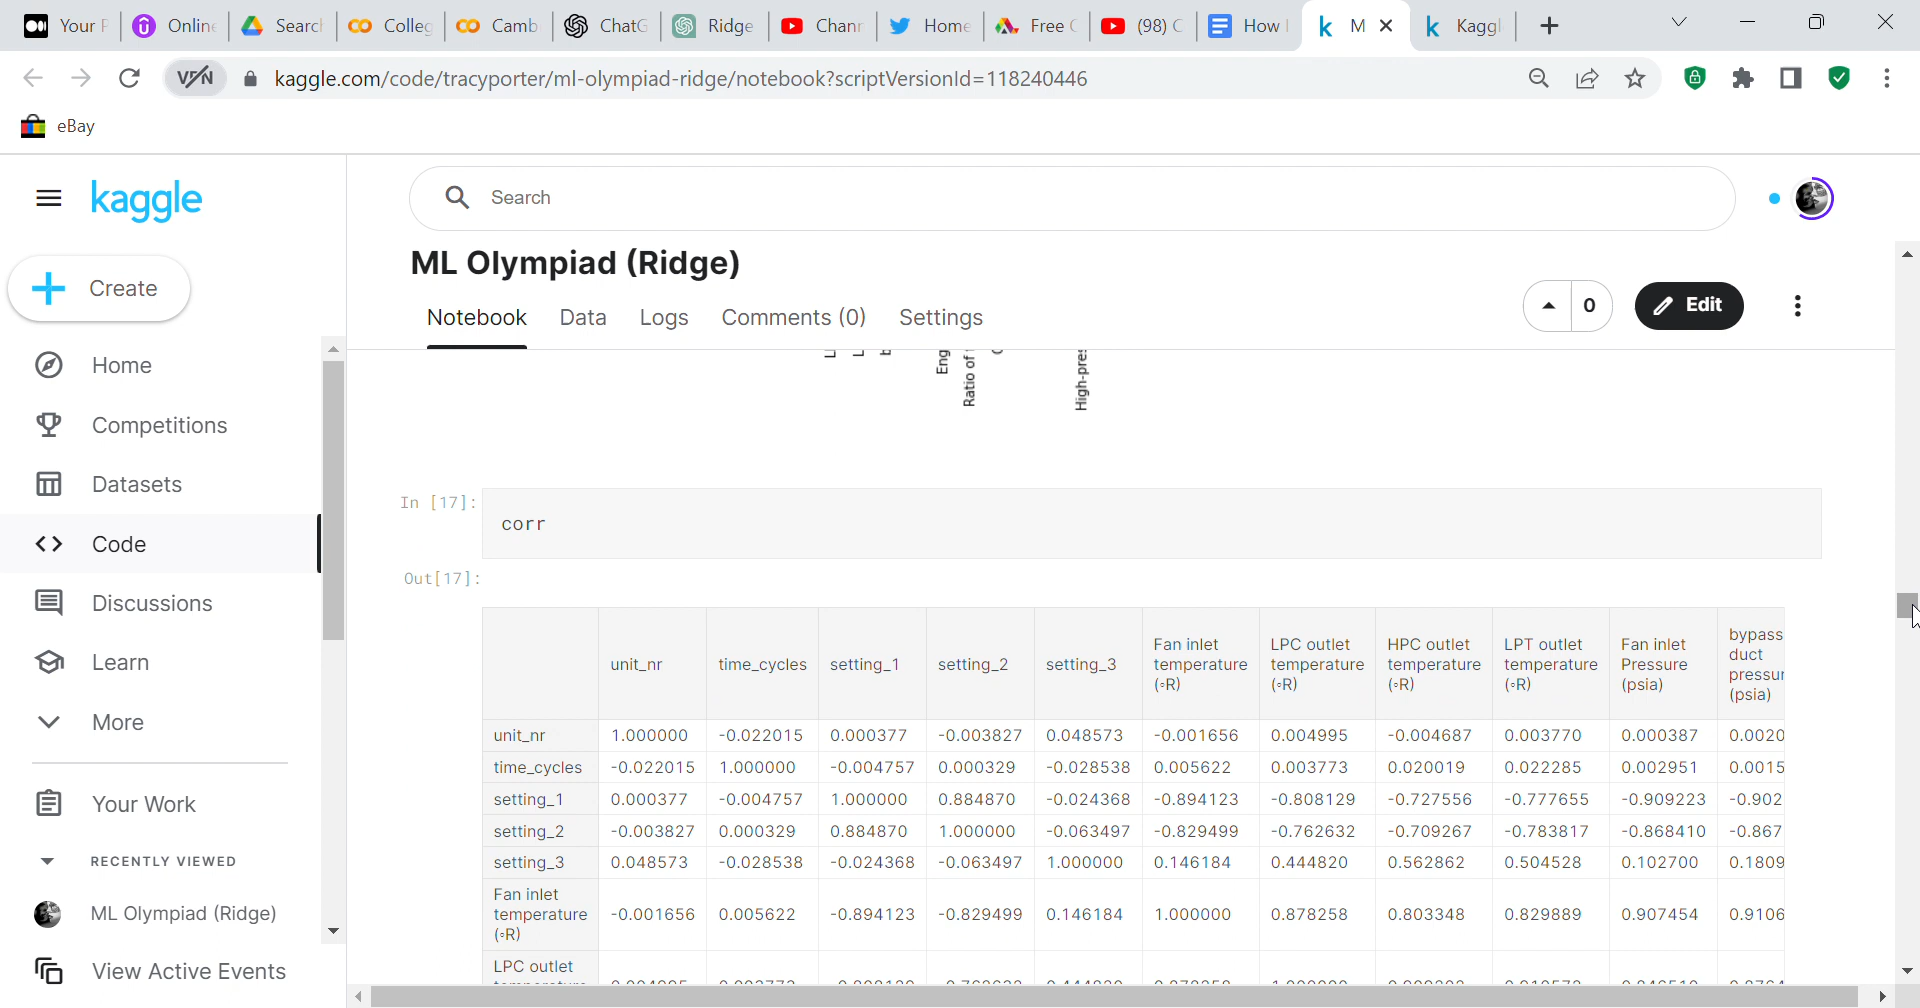 Your F Online Search Colleg Camb ChatG Ridge Chann Home Free C (98) C How I M Kaggl
VPN kaggle.com/code/tracyporter/ml-olympiad-ridge/notebook?scriptVersionId=118240446
eBay
kaggle
Search
Create
ML Olympiad (Ridge)
Notebook Data Logs Comments (0) Settings
0 Edit
Home
Competitions
Datasets
Code
Discussions
Learn
More
Your Work
RECENTLY VIEWED
ML Olympiad (Ridge)
View Active Events
Eng
Ratio of
High-pres
In [17]:
corr
Out[17]:
unit_nr time_cycles setting_1 setting_2 setting_3 Fan inlet temperature (◦R) LPC outlet temperature (◦R) HPC outlet temperature (◦R) LPT outlet temperature (◦R) Fan inlet Pressure (psia) bypass duct pressur (psia)
unit_nr 1.000000 -0.022015 0.000377 -0.003827 0.048573 -0.001656 0.004995 -0.004687 0.003770 0.000387 0.0020
time_cycles -0.022015 1.000000 -0.004757 0.000329 -0.028538 0.005622 0.003773 0.020019 0.022285 0.002951 0.0015
setting_1 0.000377 -0.004757 1.000000 0.884870 -0.024368 -0.894123 -0.808129 -0.727556 -0.777655 -0.909223 -0.902
setting_2 -0.003827 0.000329 0.884870 1.000000 -0.063497 -0.829499 -0.762632 -0.709267 -0.783817 -0.868410 -0.867
setting_3 0.048573 -0.028538 -0.024368 -0.063497 1.000000 0.146184 0.444820 0.562862 0.504528 0.102700 0.1809
Fan inlet temperature (◦R) -0.001656 0.005622 -0.894123 -0.829499 0.146184 1.000000 0.878258 0.803348 0.829889 0.907454 0.9106
LPC outlet